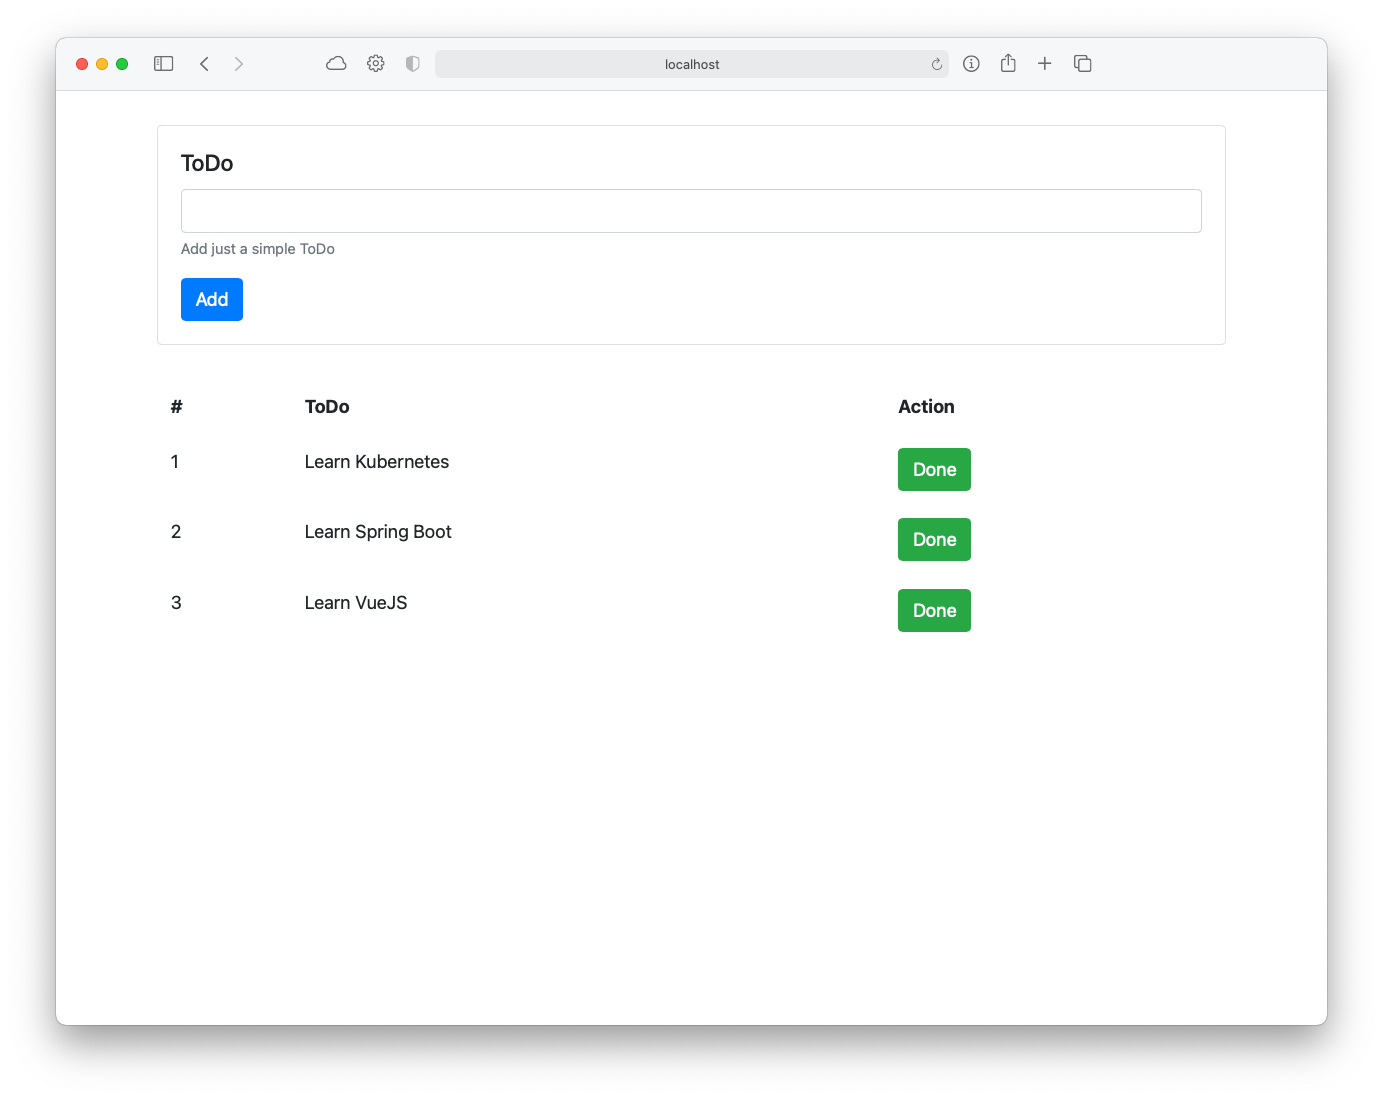 localhost
ToDo
Add just a simple ToDo
Add
# ToDo Action
1 Learn Kubernetes Done
2 Learn Spring Boot Done
3 Learn VueJS Done